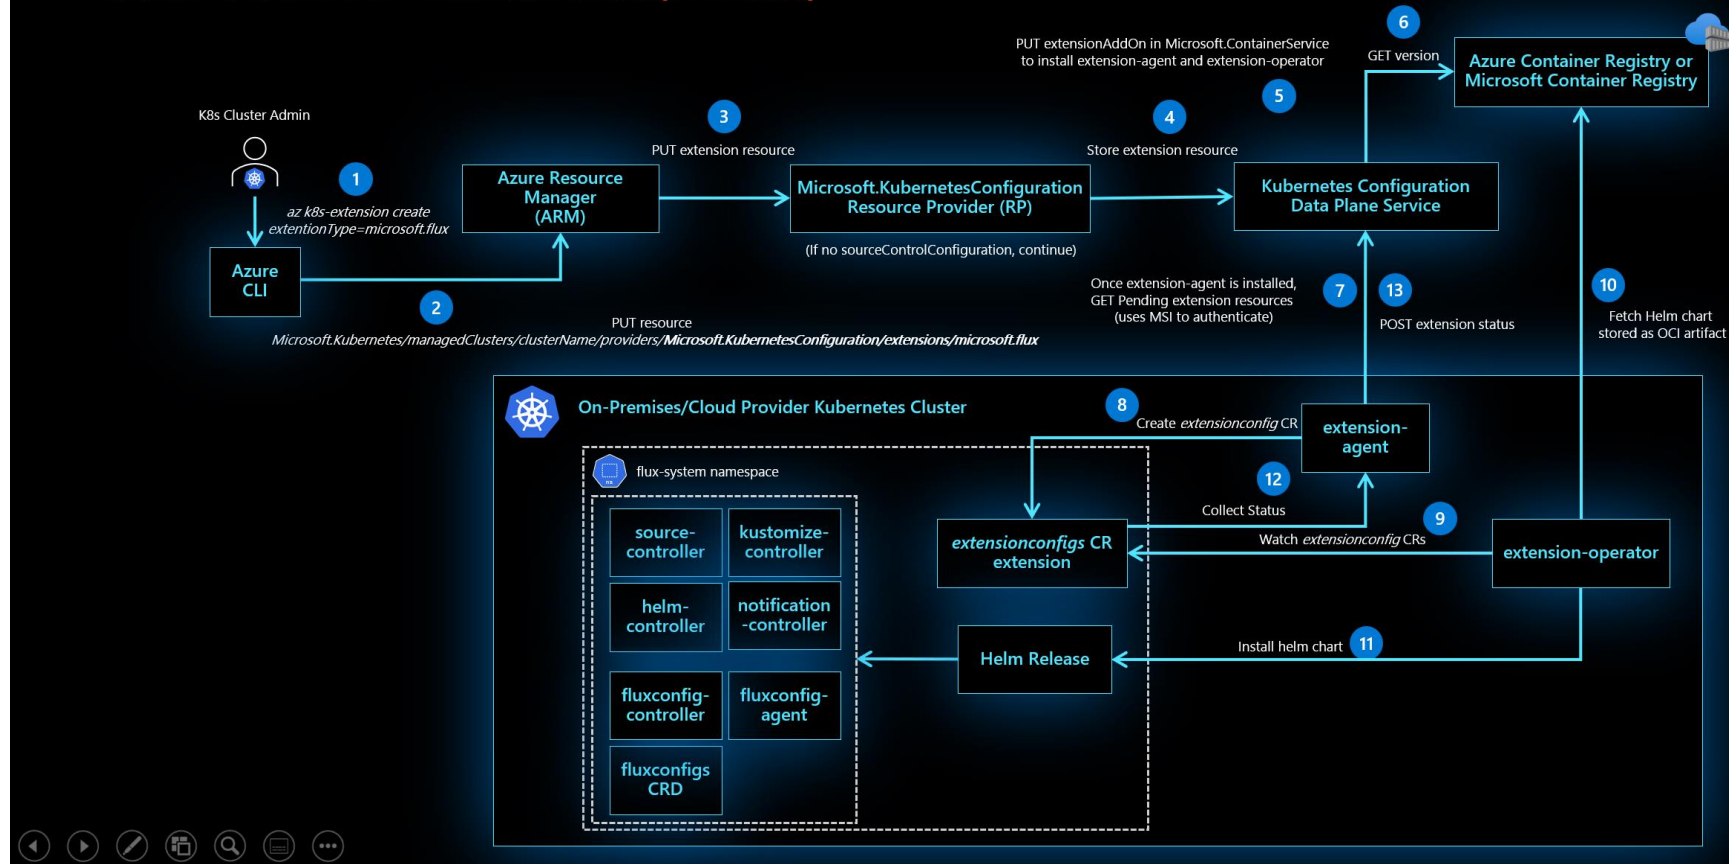 6
PUT extensionAddOn in Microsoft.ContainerService
to install extension-agent and extension-operator
GET version
Azure Container Registry or
Microsoft Container Registry
5
K8s Cluster Admin
3
4
PUT extension resource
Store extension resource
1
az k8s-extension create
extentionType=microsoft.flux
Azure Resource
Manager
(ARM)
Microsoft.KubernetesConfiguration
Resource Provider (RP)
Kubernetes Configuration
Data Plane Service
(If no sourceControlConfiguration, continue)
Azure
CLI
2
PUT resource
Microsoft.Kubernetes/managedClusters/clusterName/providers/Microsoft.KubernetesConfiguration/extensions/microsoft.flux
Once extension-agent is installed,
GET Pending extension resources
(uses MSI to authenticate)
7
13
POST extension status
10
Fetch Helm chart
stored as OCI artifact
On-Premises/Cloud Provider Kubernetes Cluster
8
Create extensionconfig CR
extension-
agent
flux-system namespace
ns
12
Collect Status
9
Watch extensionconfig CRs
source-
controller
kustomize-
controller
extensionconfigs CR
extension
extension-operator
helm-
controller
notification
-controller
Helm Release
Install helm chart
11
fluxconfig-
controller
fluxconfig-
agent
fluxconfigs
CRD